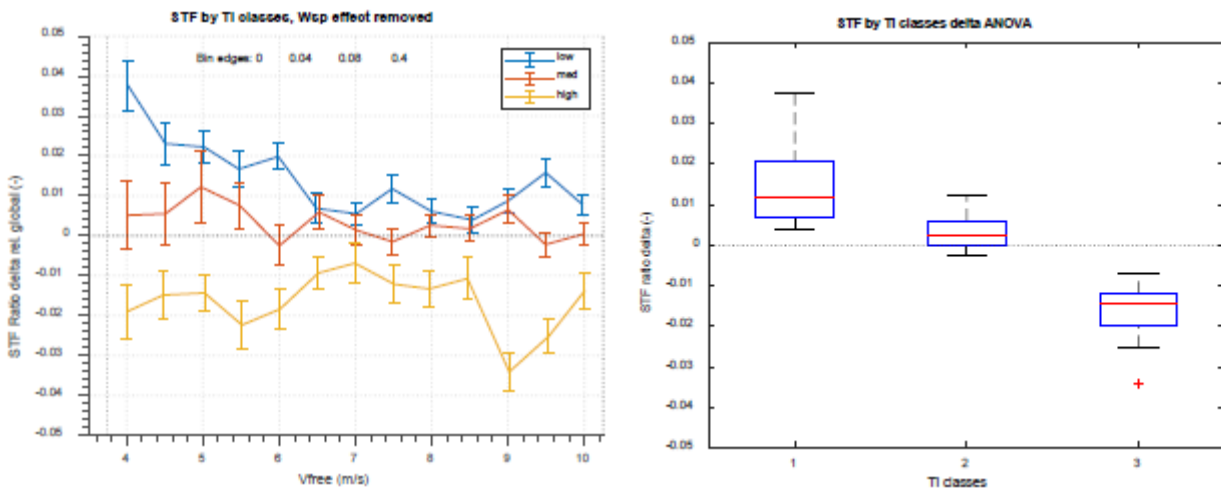 STF by TI classes, Wsp effect removed
Bin edges: 0 0.04 0.08 0.4
low
med
high
0.05
0.04
0.03
0.02
0.01
0
-0.01
-0.02
-0.03
-0.04
-0.05
STF Ratio delta rel. global (-)
4 5 6 7 8 9 10
Vfree (m/s)
STF by TI classes delta ANOVA
0.05
0.04
0.03
0.02
0.01
0
-0.01
-0.02
-0.03
-0.04
-0.05
STF ratio delta (-)
1 2 3
TI classes